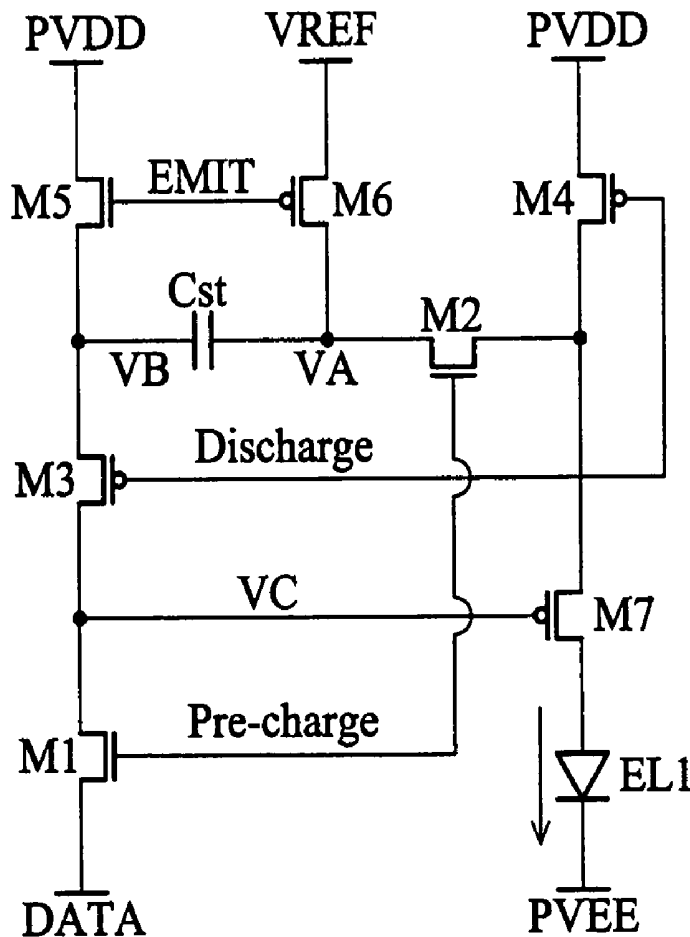 PVDD VREF PVDD
M5 EMIT M6 M4
Cst M2
VB VA
M3 Discharge
VC M7
Pre-charge
M1 EL1
DATA PVEE